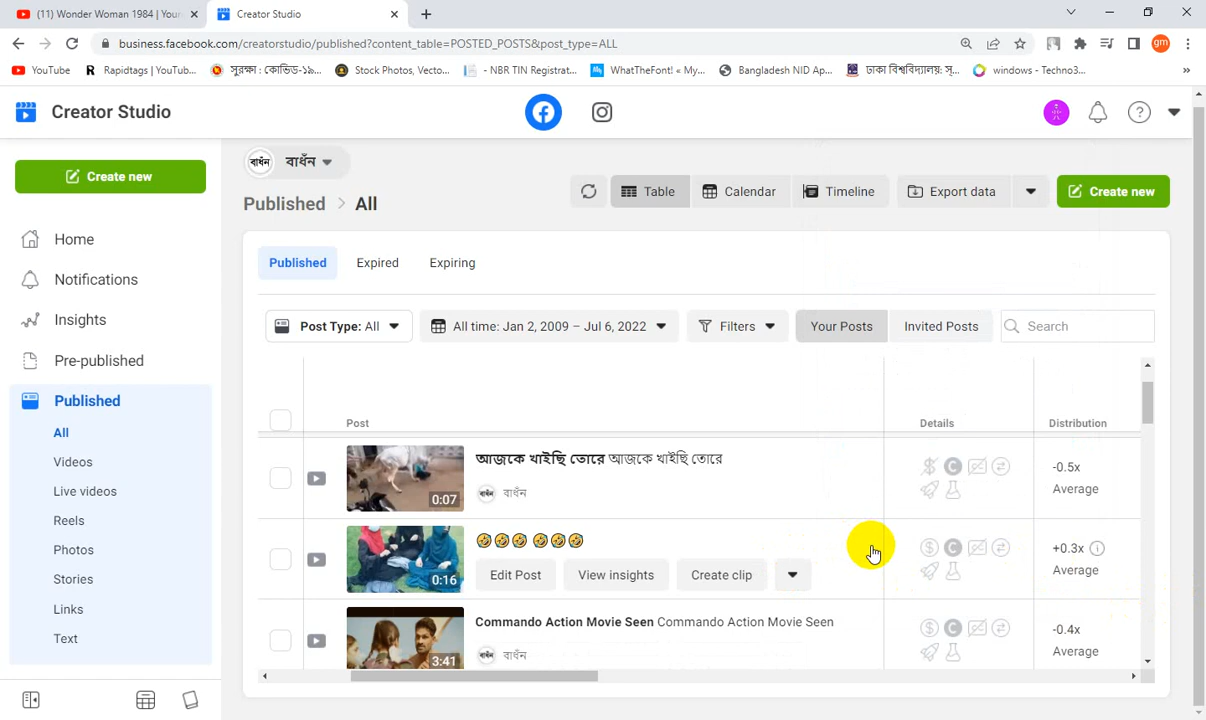 (11) Wonder Woman 1984 | Your
Creator Studio
business.facebook.com/creatorstudio/published?content_table=POSTED_POSTS&post_type=ALL
gm
YouTube
Rapidtags | YouTub...
সুরক্ষা : কোভিড-১৯...
Stock Photos, Vecto...
- NBR TIN Registrat...
WhatTheFont! « My...
Bangladesh NID Ap...
ঢাকা বিশ্ববিদ্যালয়: স্...
windows - Techno3...
»
Creator Studio
Create new
Home
Notifications
Insights
Pre-published
Published
All
Videos
Live videos
Reels
Photos
Stories
Links
Text
বাধঁন বাধঁন
Published > All
Table
Calendar
Timeline
Export data
Create new
Published
Expired
Expiring
Post Type: All
All time: Jan 2, 2009 – Jul 6, 2022
Filters
Your Posts
Invited Posts
Search
Post
Details
Distribution
0:07
আজকে খাইছি তোরে আজকে খাইছি তোরে
বাধঁন বাধঁন
-0.5x
Average
0:16
🤣🤣🤣 🤣🤣🤣
Edit Post
View insights
Create clip
+0.3x
Average
3:41
Commando Action Movie Seen Commando Action Movie Seen
বাধঁন বাধঁন
-0.4x
Average